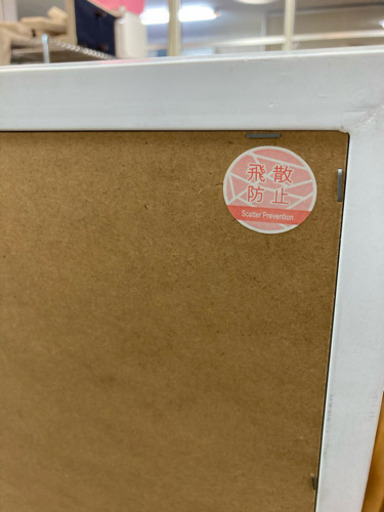 飛散
防止
Scatter Prevention